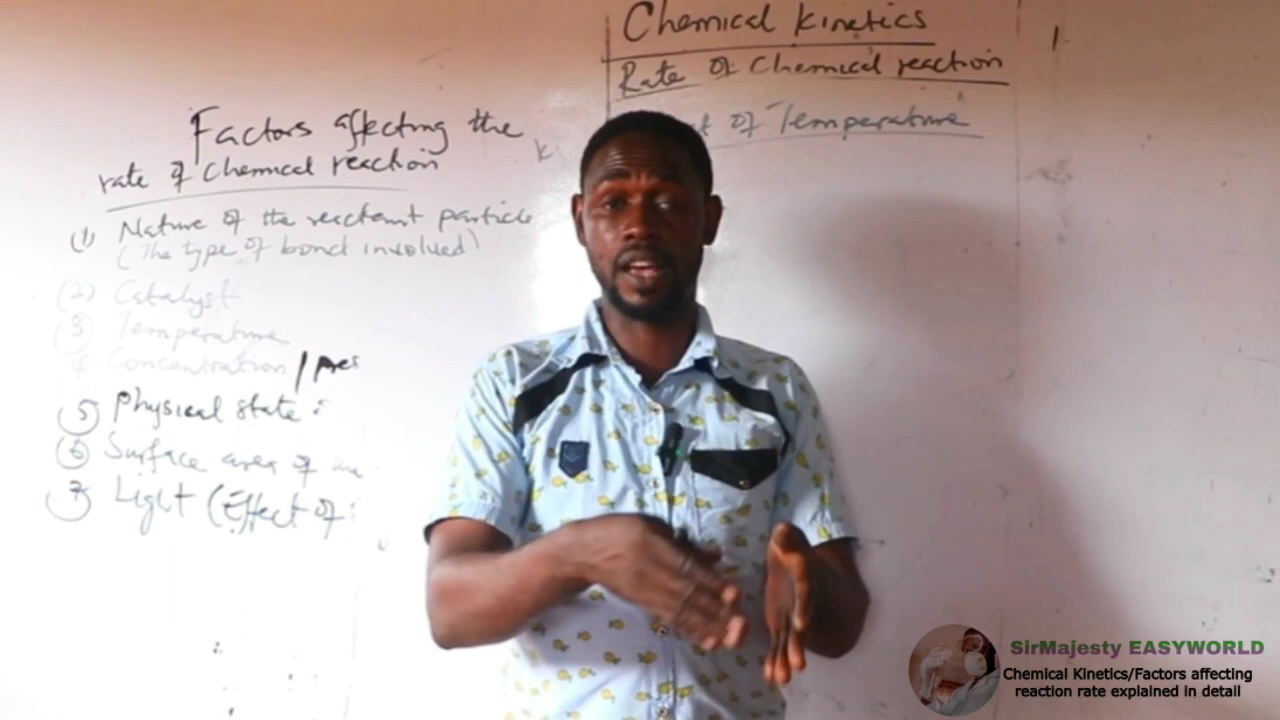 Factors affecting the
rate of chemical reaction
(1) Nature of the reactant particle
(The type of bond involved)
(2) Catalyst
(3) Temperature
4 Concentration / pres
(5) Physical state :
(6) Surface area of
(7) Light (Effect of
Chemical Kinetics
Rate of Chemical reaction
of Temperature
SirMajesty EASYWORLD
Chemical Kinetics/Factors affecting
reaction rate explained in detail